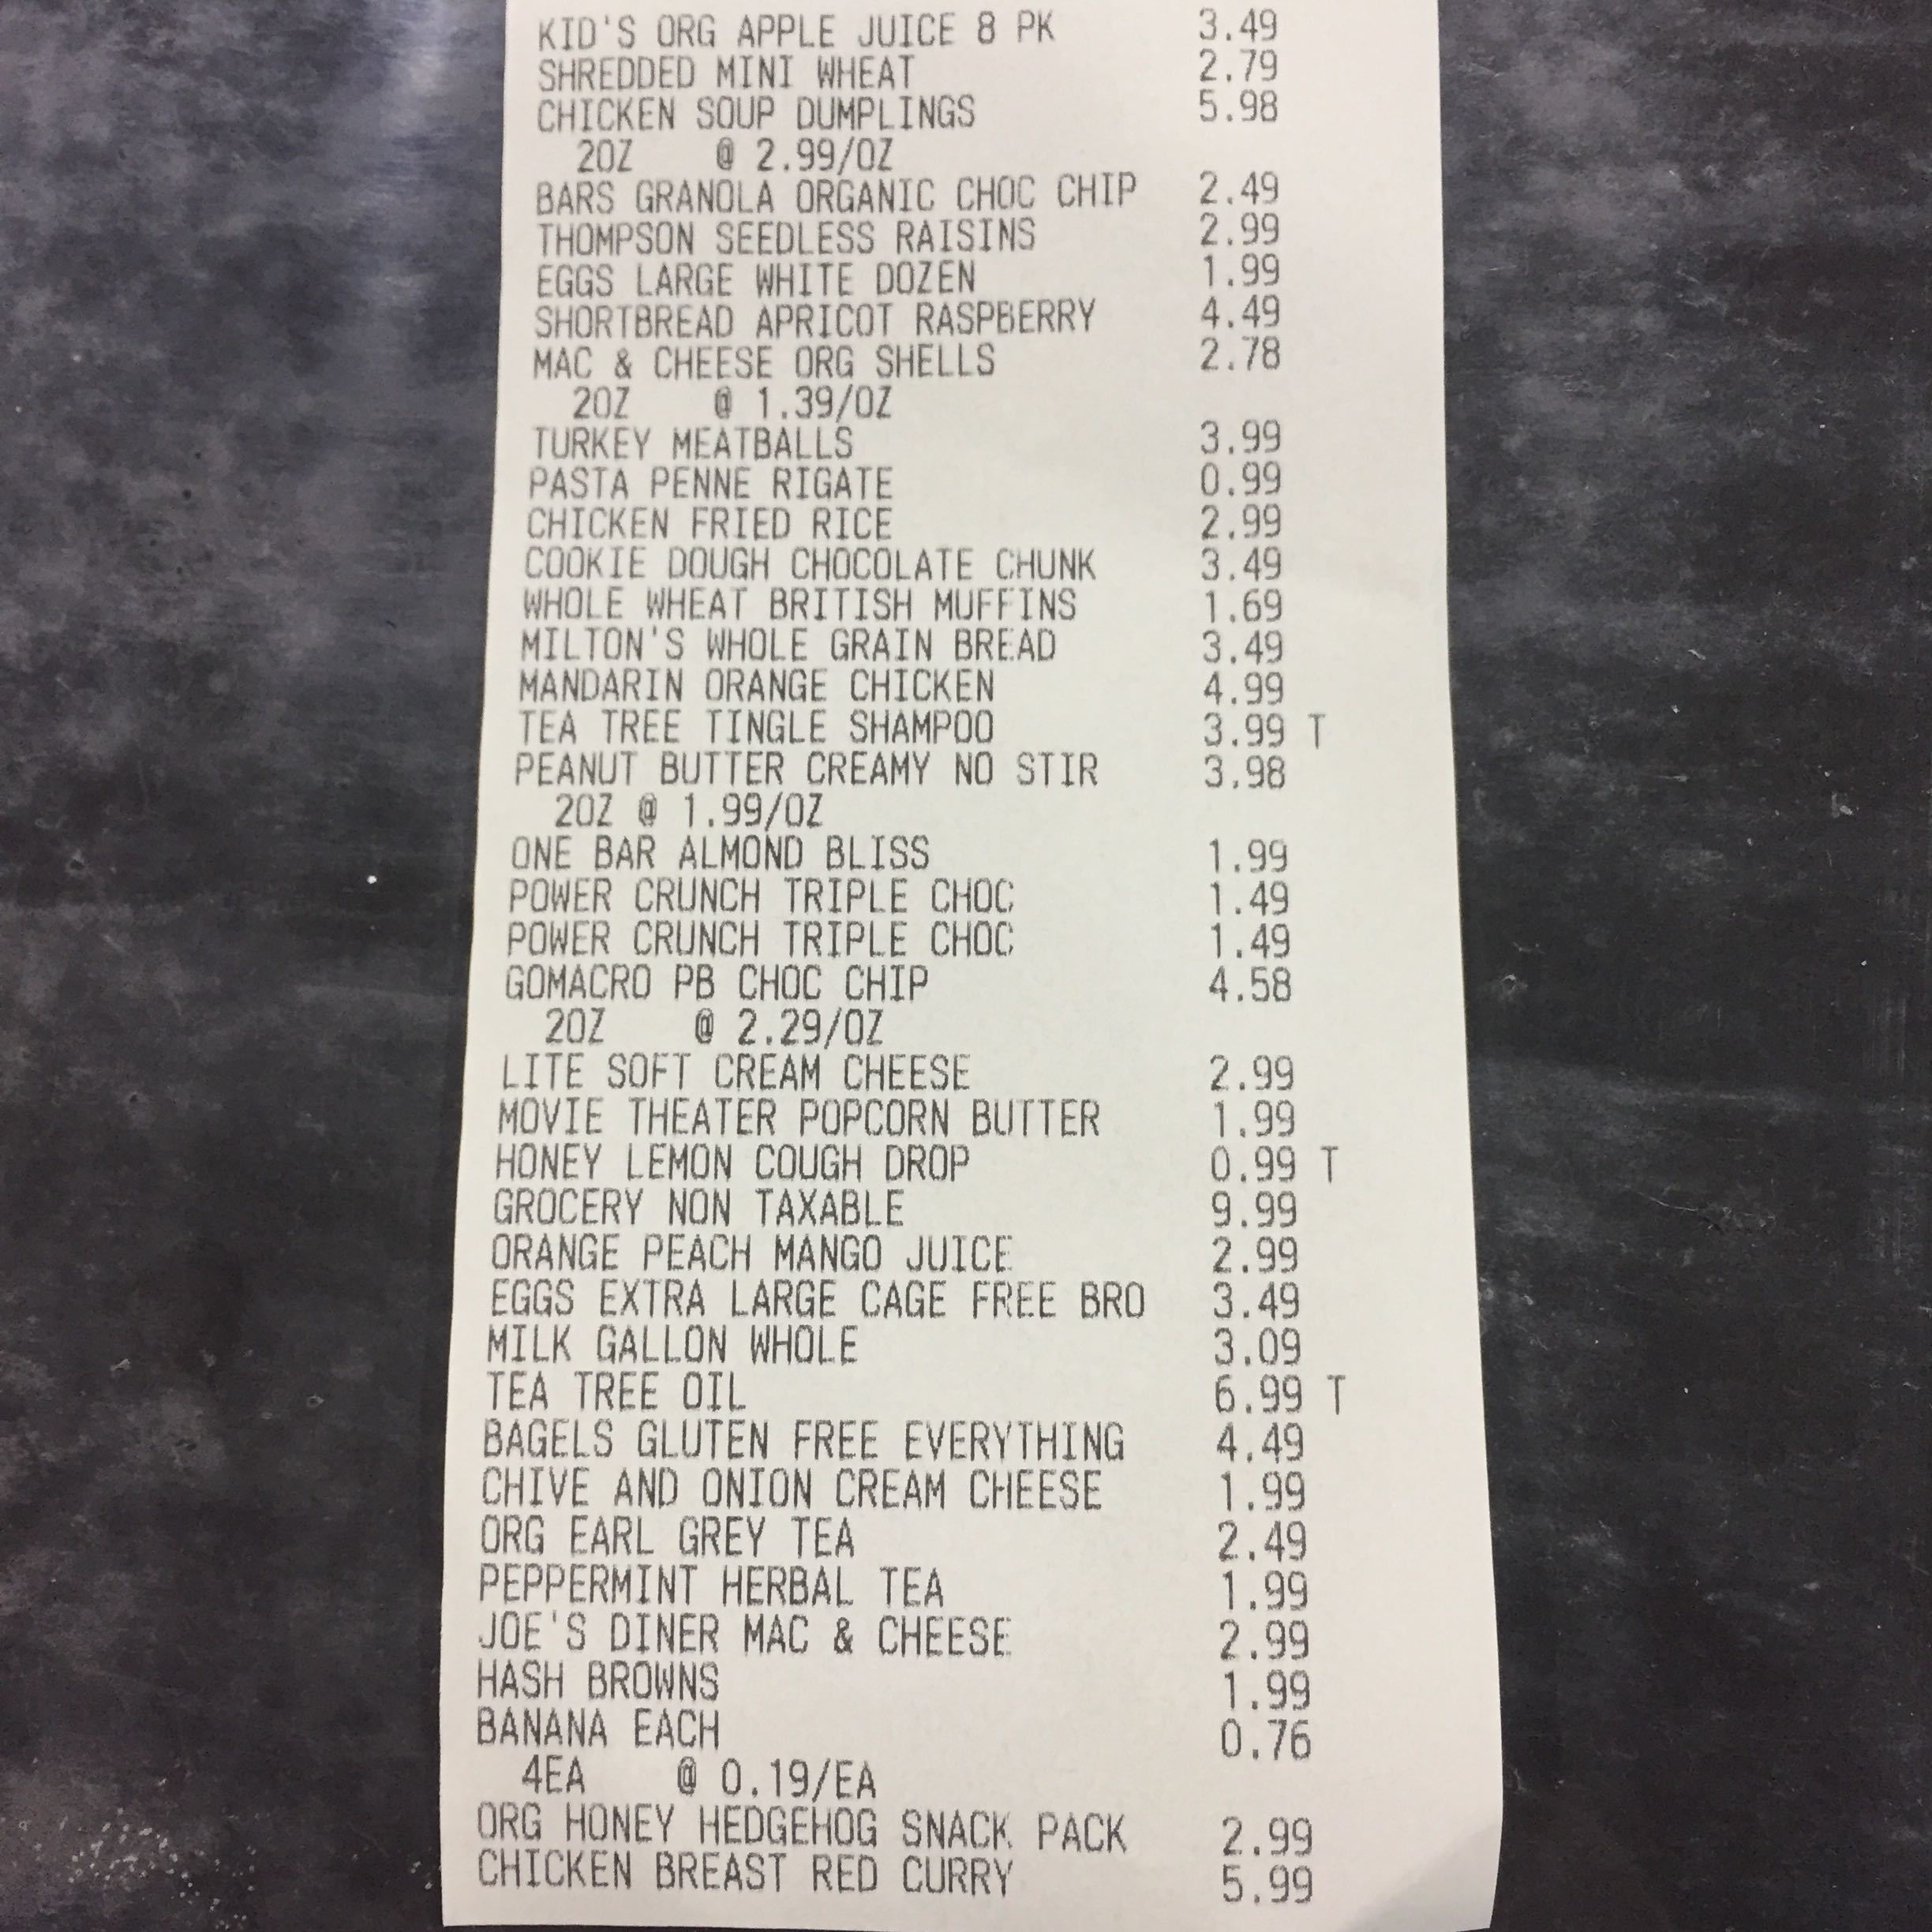 KID'S ORG APPLE JUICE 8 PK 3.49
SHREDDED MINI WHEAT 2.79
CHICKEN SOUP DUMPLINGS 5.98
2OZ @ 2.99/OZ
BARS GRANOLA ORGANIC CHOC CHIP 2.49
THOMPSON SEEDLESS RAISINS 2.99
EGGS LARGE WHITE DOZEN 1.99
SHORTBREAD APRICOT RASPBERRY 4.49
MAC & CHEESE ORG SHELLS 2.78
2OZ @ 1.39/OZ
TURKEY MEATBALLS 3.99
PASTA PENNE RIGATE 0.99
CHICKEN FRIED RICE 2.99
COOKIE DOUGH CHOCOLATE CHUNK 3.49
WHOLE WHEAT BRITISH MUFFINS 1.69
MILTON'S WHOLE GRAIN BREAD 3.49
MANDARIN ORANGE CHICKEN 4.99
TEA TREE TINGLE SHAMPOO 3.99 T
PEANUT BUTTER CREAMY NO STIR 3.98
2OZ @ 1.99/OZ
ONE BAR ALMOND BLISS 1.99
POWER CRUNCH TRIPLE CHOC 1.49
POWER CRUNCH TRIPLE CHOC 1.49
GOMACRO PB CHOC CHIP 4.58
2OZ @ 2.29/OZ
LITE SOFT CREAM CHEESE 2.99
MOVIE THEATER POPCORN BUTTER 1.99
HONEY LEMON COUGH DROP 0.99 T
GROCERY NON TAXABLE 9.99
ORANGE PEACH MANGO JUICE 2.99
EGGS EXTRA LARGE CAGE FREE BRO 3.49
MILK GALLON WHOLE 3.09
TEA TREE OIL 6.99 T
BAGELS GLUTEN FREE EVERYTHING 4.49
CHIVE AND ONION CREAM CHEESE 1.99
ORG EARL GREY TEA 2.49
PEPPERMINT HERBAL TEA 1.99
JOE'S DINER MAC & CHEESE 2.99
HASH BROWNS 1.99
BANANA EACH 0.76
4EA @ 0.19/EA
ORG HONEY HEDGEHOG SNACK PACK 2.99
CHICKEN BREAST RED CURRY 5.99